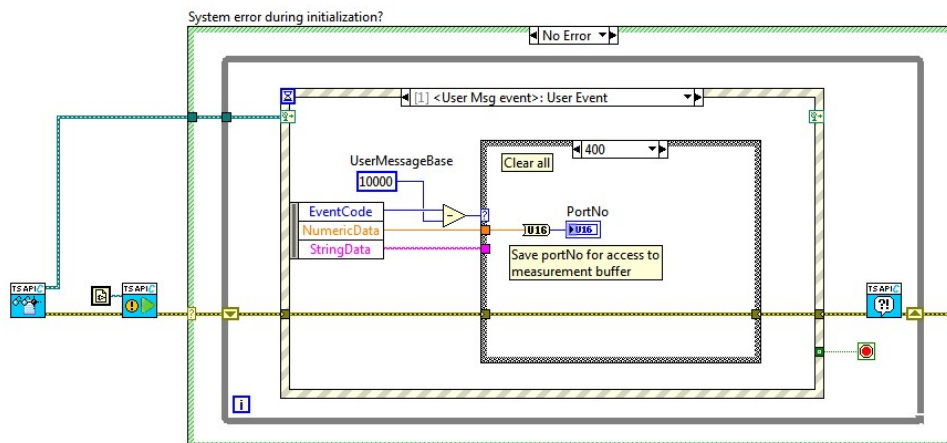 System error during initialization?
No Error
[1] <User Msg event>: User Event
400
Clear all
UserMessageBase
10000
EventCode
NumericData
StringData
-
?
U16
PortNo
U16
Save portNo for access to
measurement buffer
TS API C
TS API C
?
TS API C
?!
i